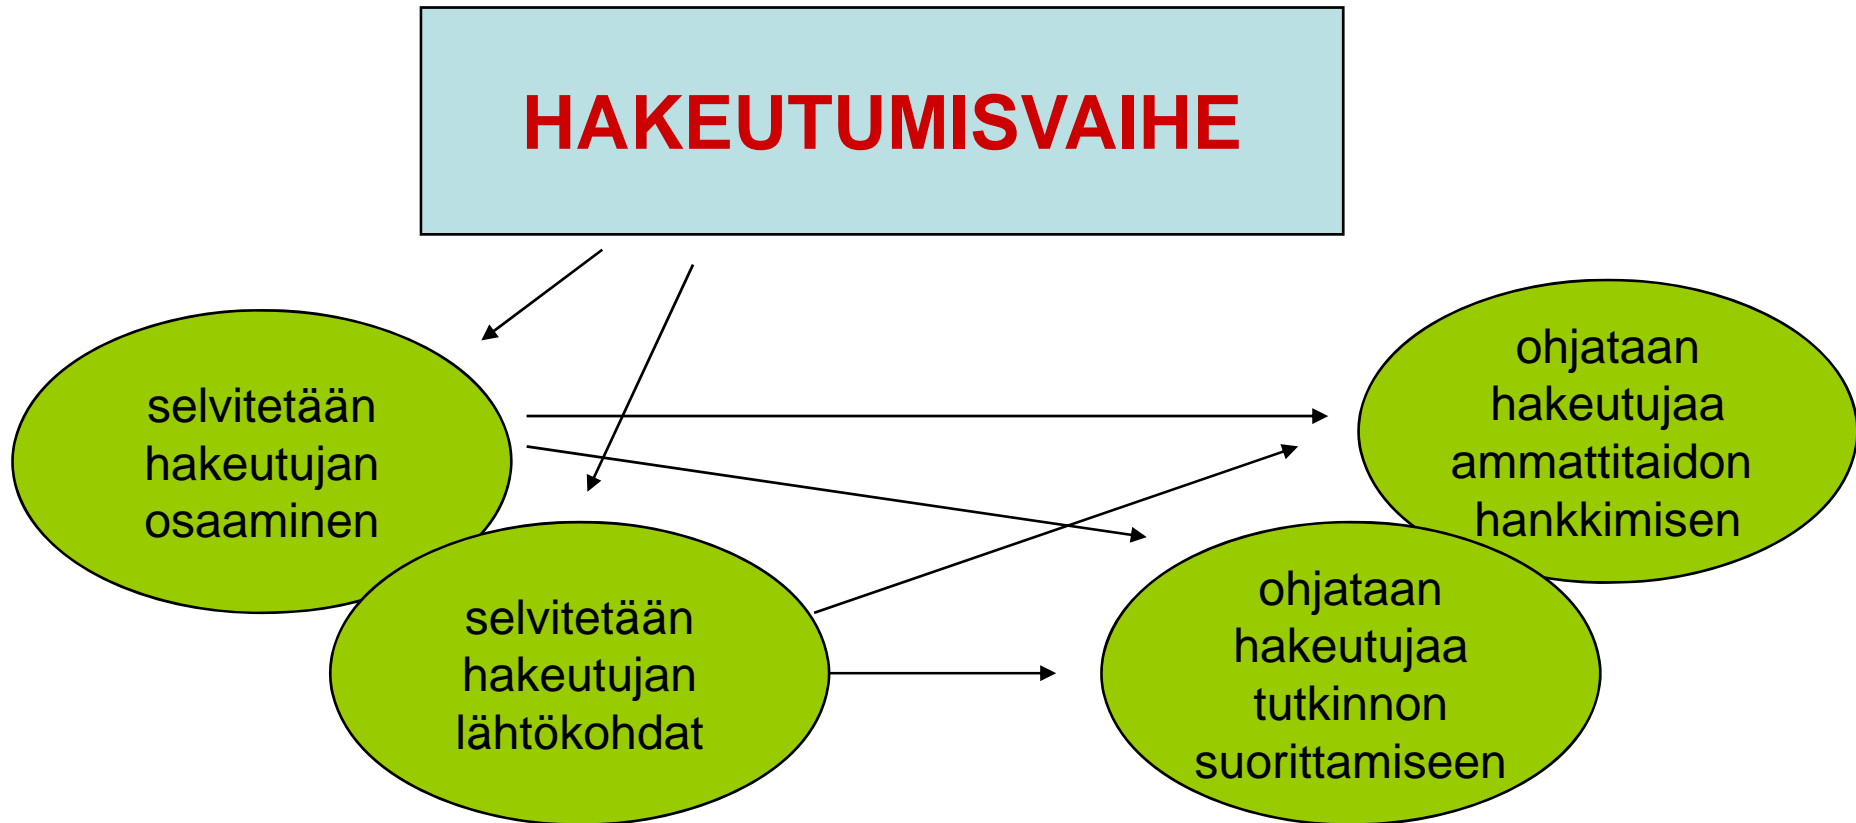 HAKEUTUMISVAIHE
selvitetään
hakeutujan
osaaminen
selvitetään
hakeutujan
lähtökohdat
ohjataan
hakeutujaa
ammattitaidon
hankkimisen
ohjataan
hakeutujaa
tutkinnon
suorittamiseen